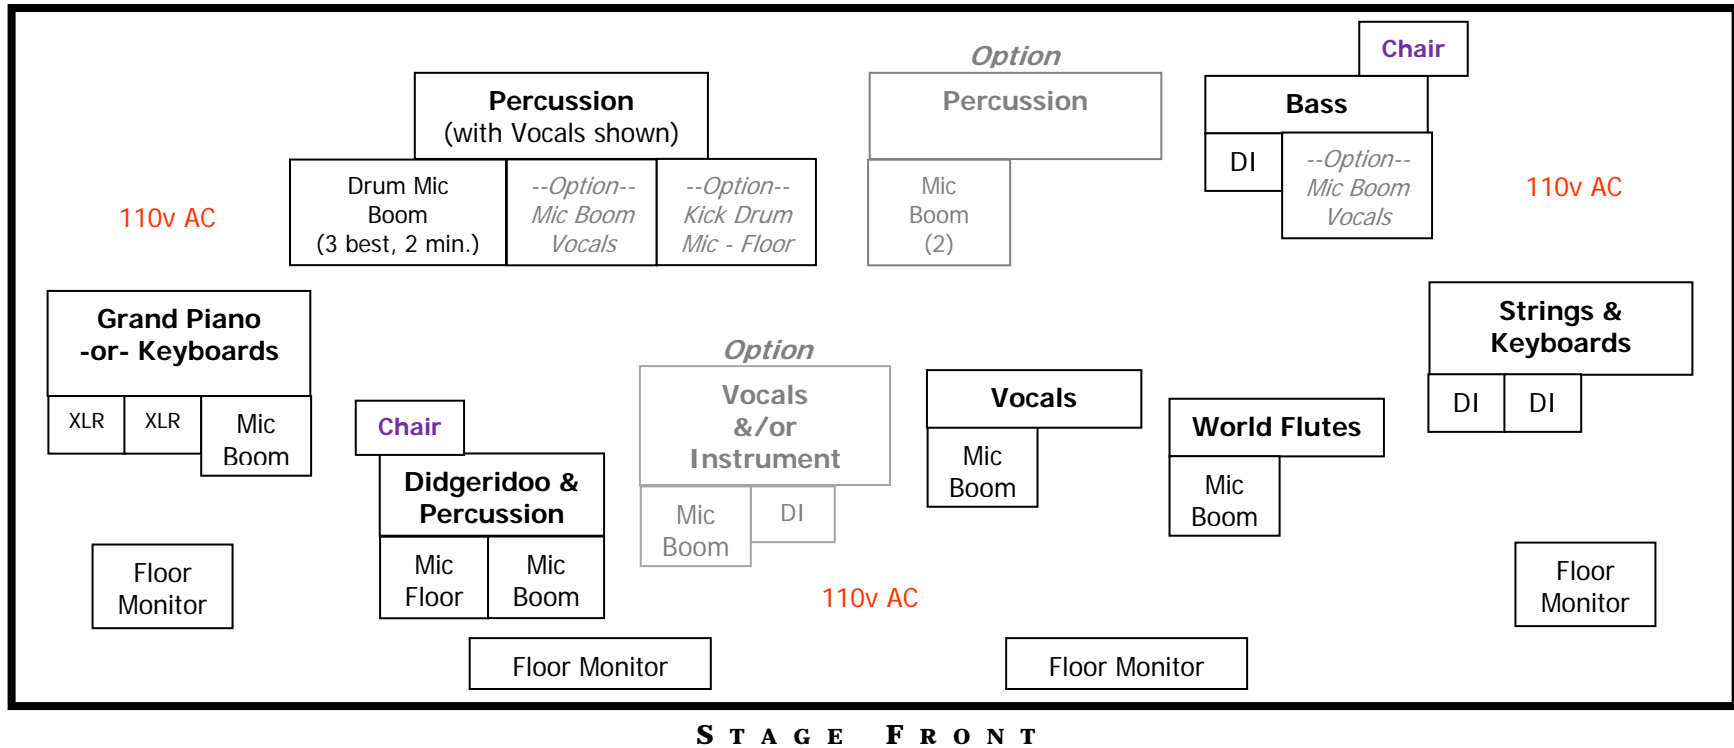 Chair
Option
Percussion
(with Vocals shown)
Percussion
Bass
Drum Mic
Boom
(3 best, 2 min.)
--Option--
Mic Boom
Vocals
--Option--
Kick Drum
Mic - Floor
Mic
Boom
(2)
DI
--Option--
Mic Boom
Vocals
110v AC
110v AC
Grand Piano
-or- Keyboards
XLR
XLR
Mic
Boom
Strings &
Keyboards
DI
DI
Option
Vocals
&/or
Instrument
Mic
Boom
DI
Vocals
Mic
Boom
World Flutes
Mic
Boom
Chair
Didgeridoo &
Percussion
Mic
Floor
Mic
Boom
Floor
Monitor
110v AC
Floor
Monitor
Floor Monitor
Floor Monitor
STAGE FRONT